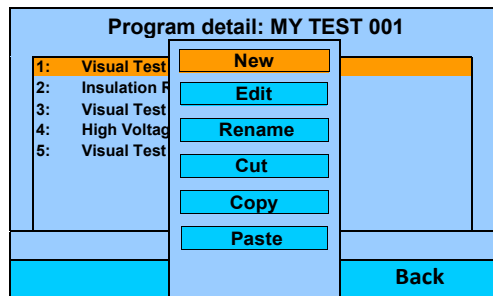 Program detail: MY TEST 001
1: Visual Test
2: Insulation R
3: Visual Test
4: High Voltag
5: Visual Test
New
Edit
Rename
Cut
Copy
Paste
Back